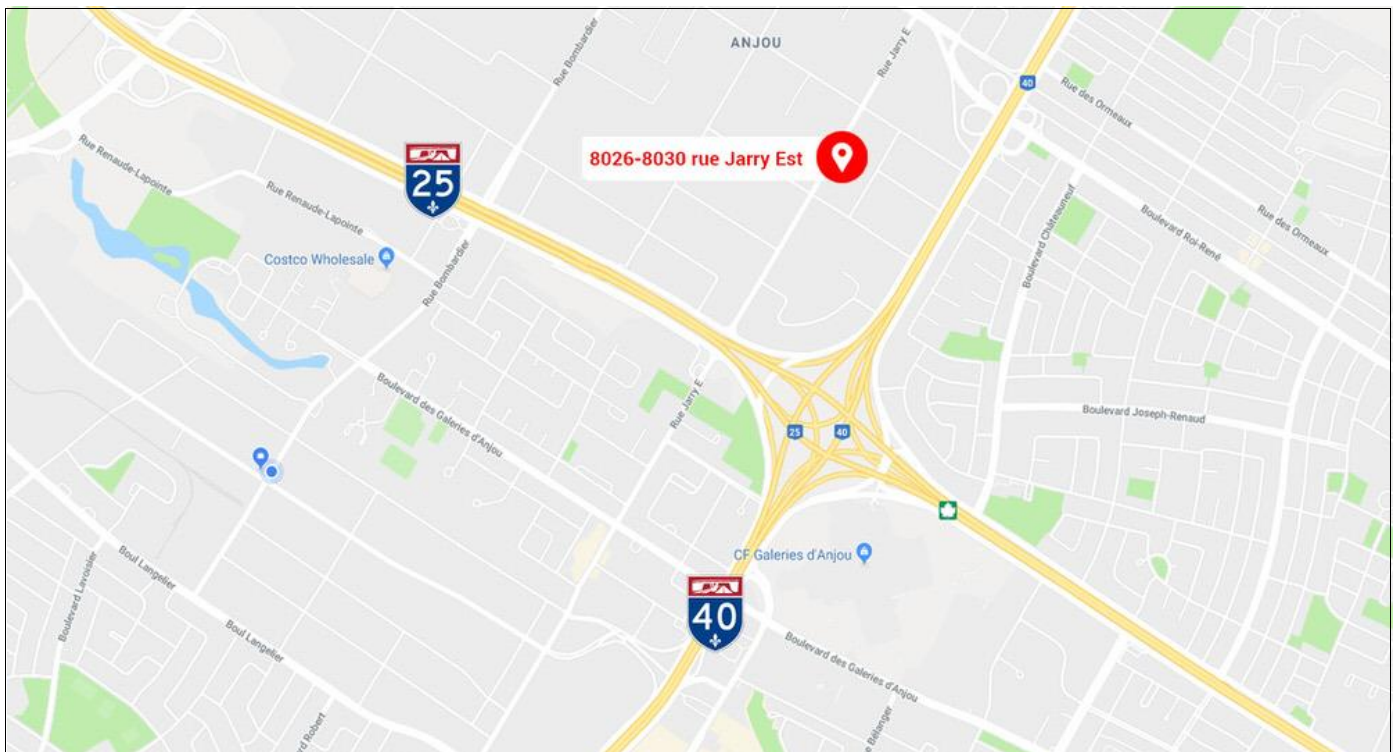 ANJOU
Rue Bombardier
Rue Jarry E
40
Rue des Ormeaux
Rue Renaude-Lapointe
25
8026-8030 rue Jarry Est
Rue Renaude-Lapointe
Costco Wholesale
Rue Bombardier
Boulevard Châteauneuf
Boulevard Roi-René
Rue des Ormeaux
Boulevard des Galeries d'Anjou
Rue Jarry E
25
40
Boulevard Joseph-Renaud
CF Galeries d'Anjou
Boulevard Lavoisier
Boul Langelier
40
Boul Langelier
Boulevard des Galeries d'Anjou
Robert
Bélanger